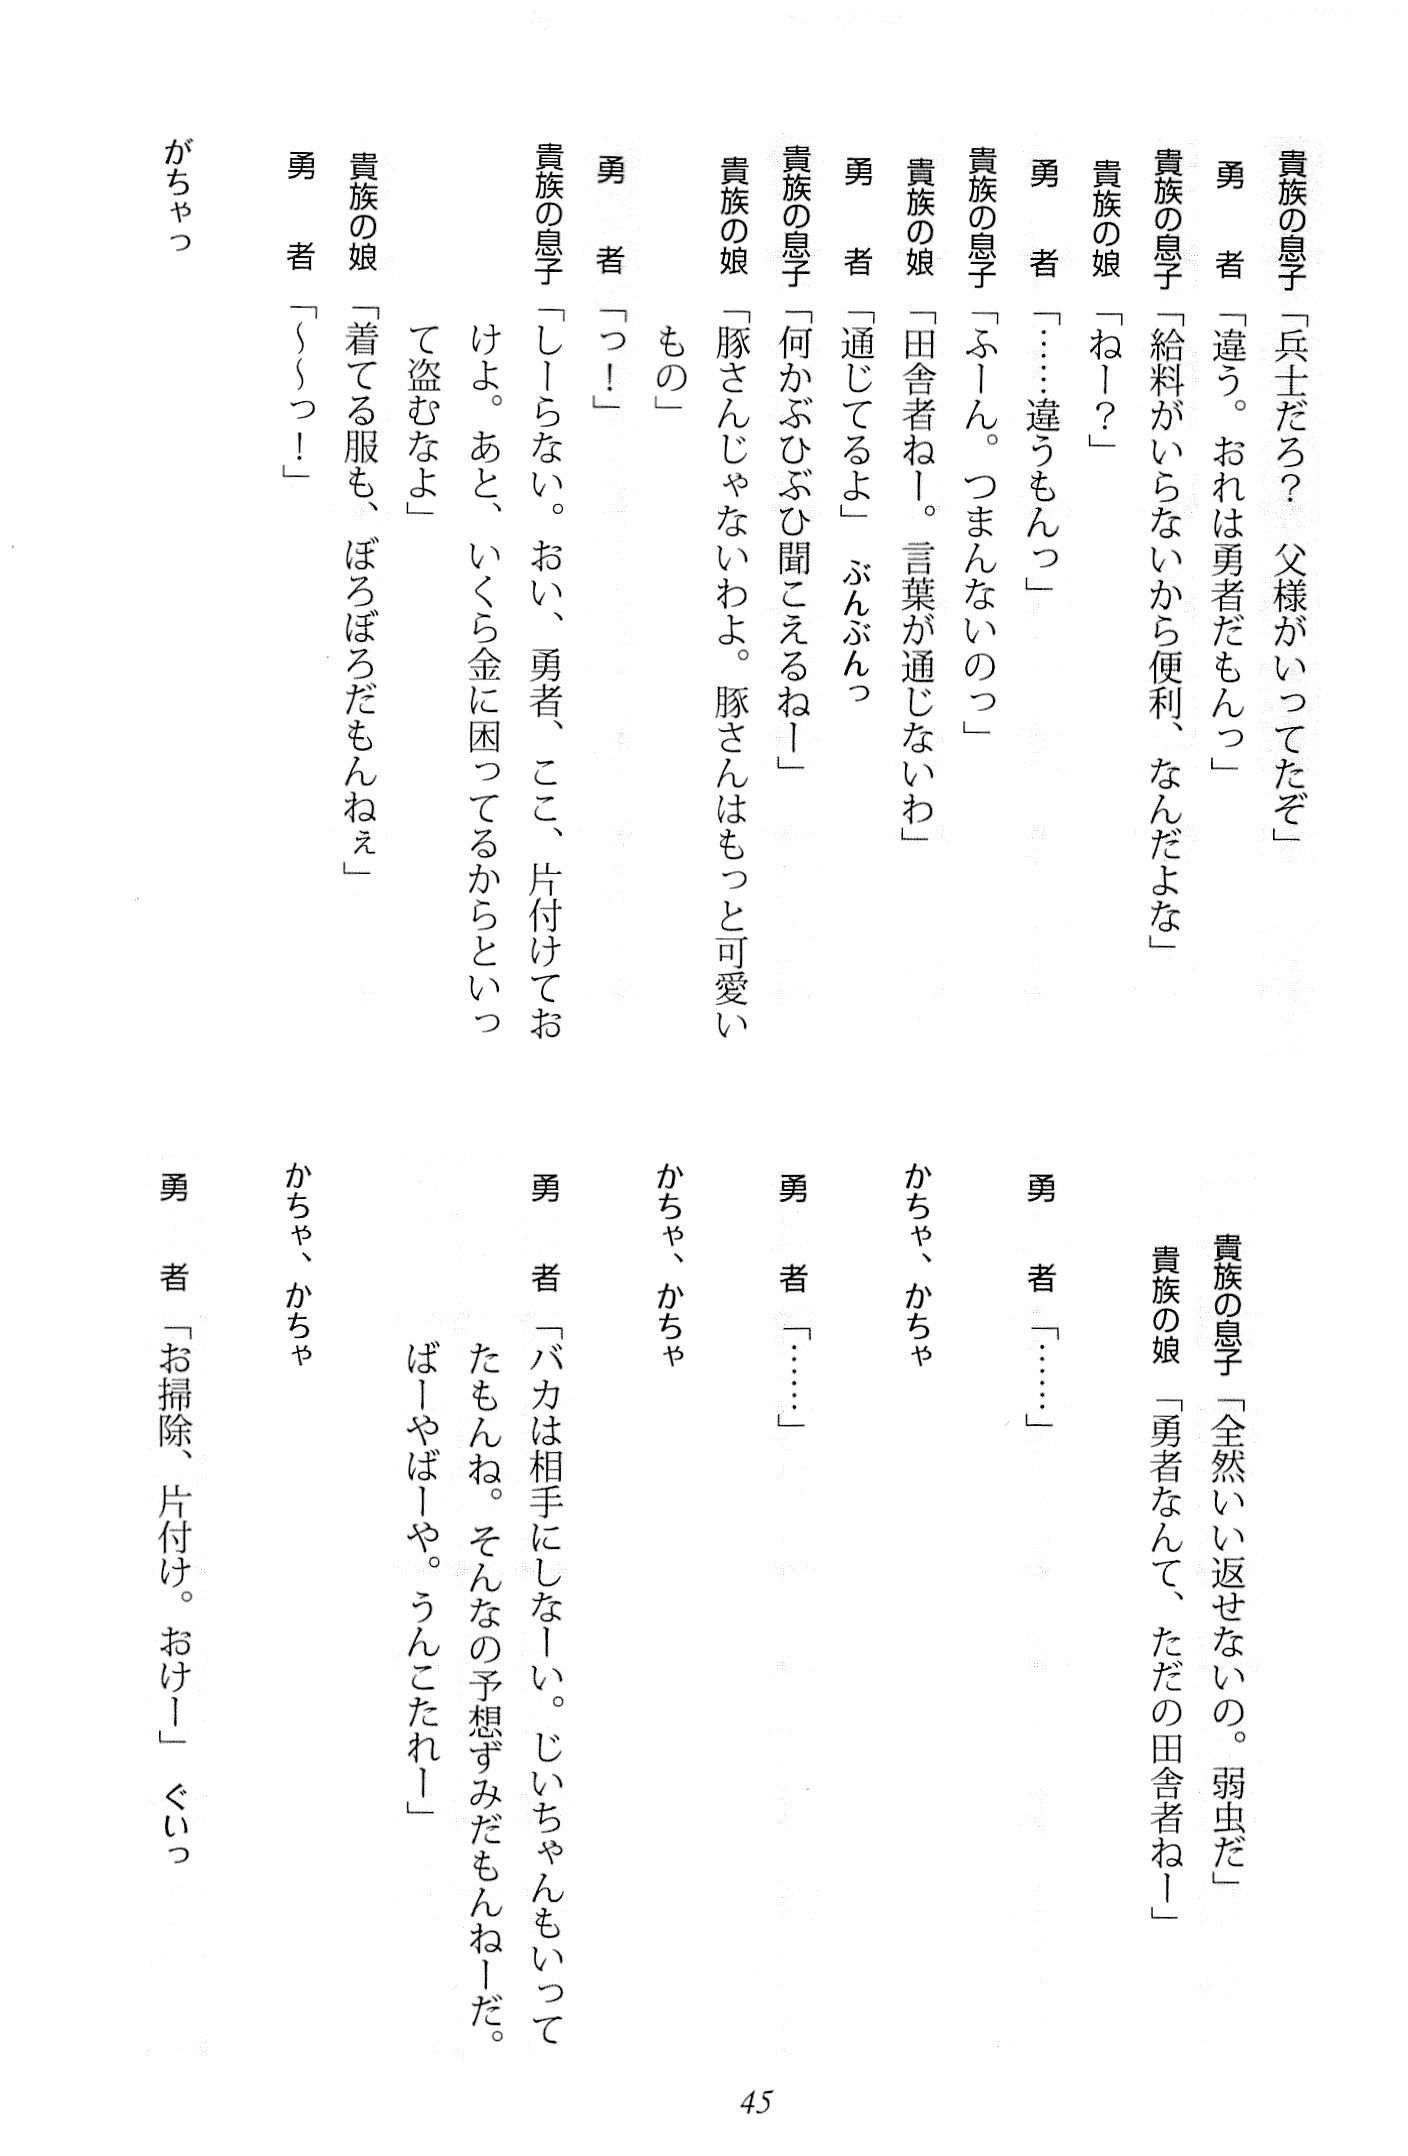 貴族の息子「兵士だろ？　父様がいってたぞ」
勇　者「違う。おれは勇者だもんっ」
貴族の息子「給料がいらないから便利、なんだよな」
貴族の娘「ねー？」
勇　者「……違うもんっ」
貴族の息子「ふーん。つまんないのっ」
貴族の娘「田舎者ねー。言葉が通じないわ」
勇　者「通じてるよ」　ぶんぶんっ
貴族の息子「何かぶひぶひ聞こえるねー」
貴族の娘「豚さんじゃないわよ。豚さんはもっと可愛い
もの」
勇　者「っ！」
貴族の息子「しーらない。おい、勇者、ここ、片付けてお
けよ。あと、いくら金に困ってるからといっ
て盗むなよ」
貴族の娘「着てる服も、ぼろぼろだもんねぇ」
勇　者「～～っ！」
がちゃっ
貴族の息子「全然いい返せないの。弱虫だ」
貴族の娘「勇者なんて、ただの田舎者ねー」
勇　者「……」
かちゃ、かちゃ
勇　者「……」
かちゃ、かちゃ
勇　者「バカは相手にしなーい。じいちゃんもいって
たもんね。そんなの予想ずみだもんねーだ。
ばーやばーや。うんこたれー」
かちゃ、かちゃ
勇　者「お掃除、片付け。おけー」　ぐいっ
45